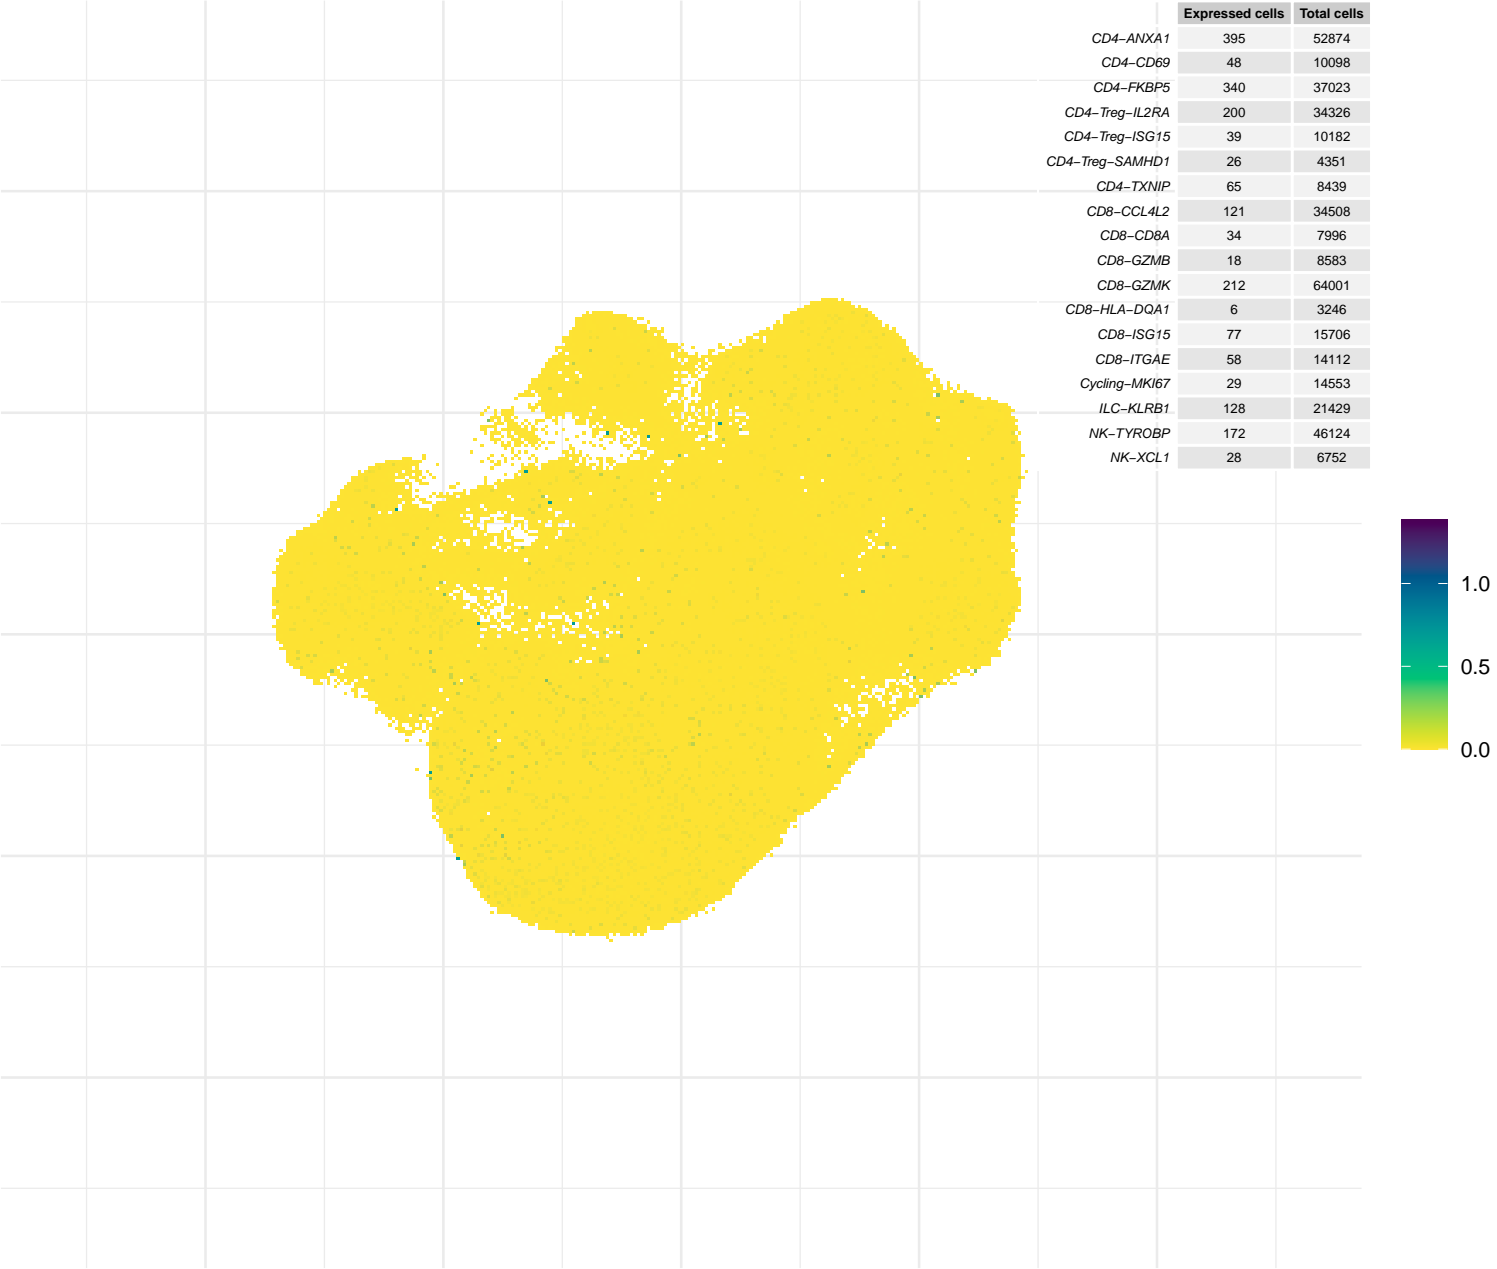 Expressed cells Total cells
CD4−ANXA1 395 52874
CD4−CD69 48 10098
CD4−FKBP5 340 37023
CD4−Treg−IL2RA 200 34326
CD4−Treg−ISG15 39 10182
CD4−Treg−SAMHD1 26 4351
CD4−TXNIP 65 8439
CD8−CCL4L2 121 34508
CD8−CD8A 34 7996
CD8−GZMB 18 8583
CD8−GZMK 212 64001
CD8−HLA−DQA1 6 3246
CD8−ISG15 77 15706
CD8−ITGAE 58 14112
Cycling−MKI67 29 14553
ILC−KLRB1 128 21429
NK−TYROBP 172 46124
NK−XCL1 28 6752
1.0
0.5
0.0